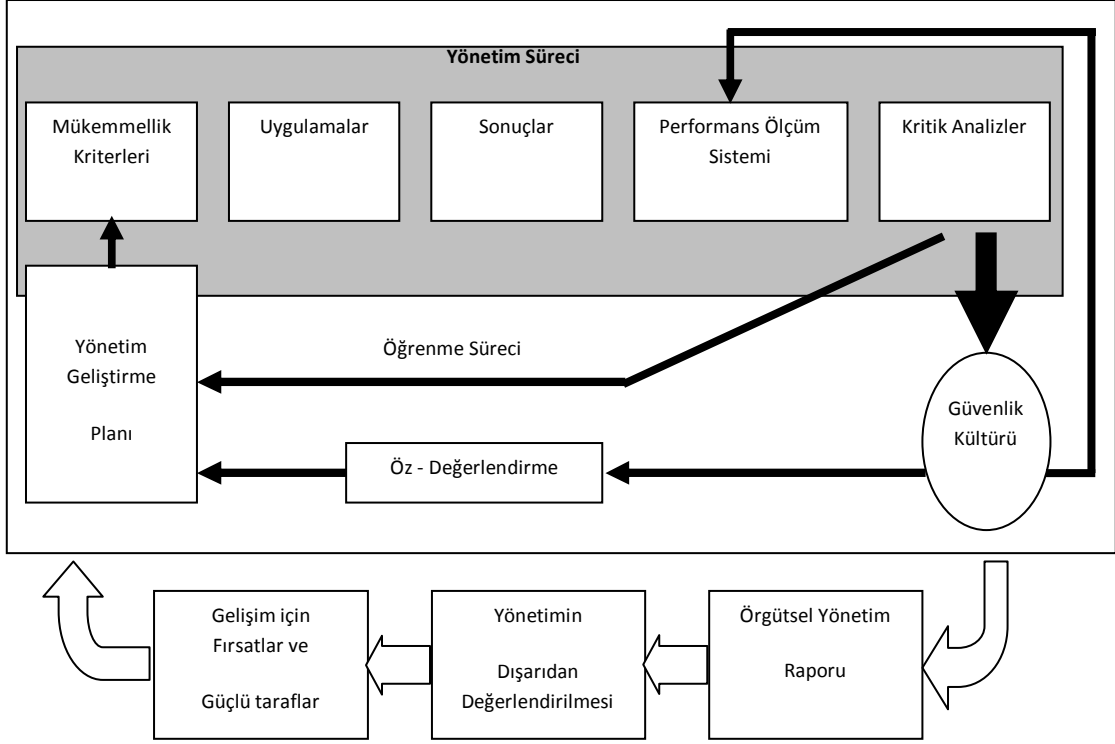 Yönetim Süreci
Mükemmellik
Kriterleri
Uygulamalar
Sonuçlar
Performans Ölçüm
Sistemi
Kritik Analizler
Yönetim
Geliştirme
Planı
Öğrenme Süreci
Güvenlik
Kültürü
Öz - Değerlendirme
Gelişim için
Fırsatlar ve
Güçlü taraflar
Yönetimin
Dışarıdan
Değerlendirilmesi
Örgütsel Yönetim
Raporu